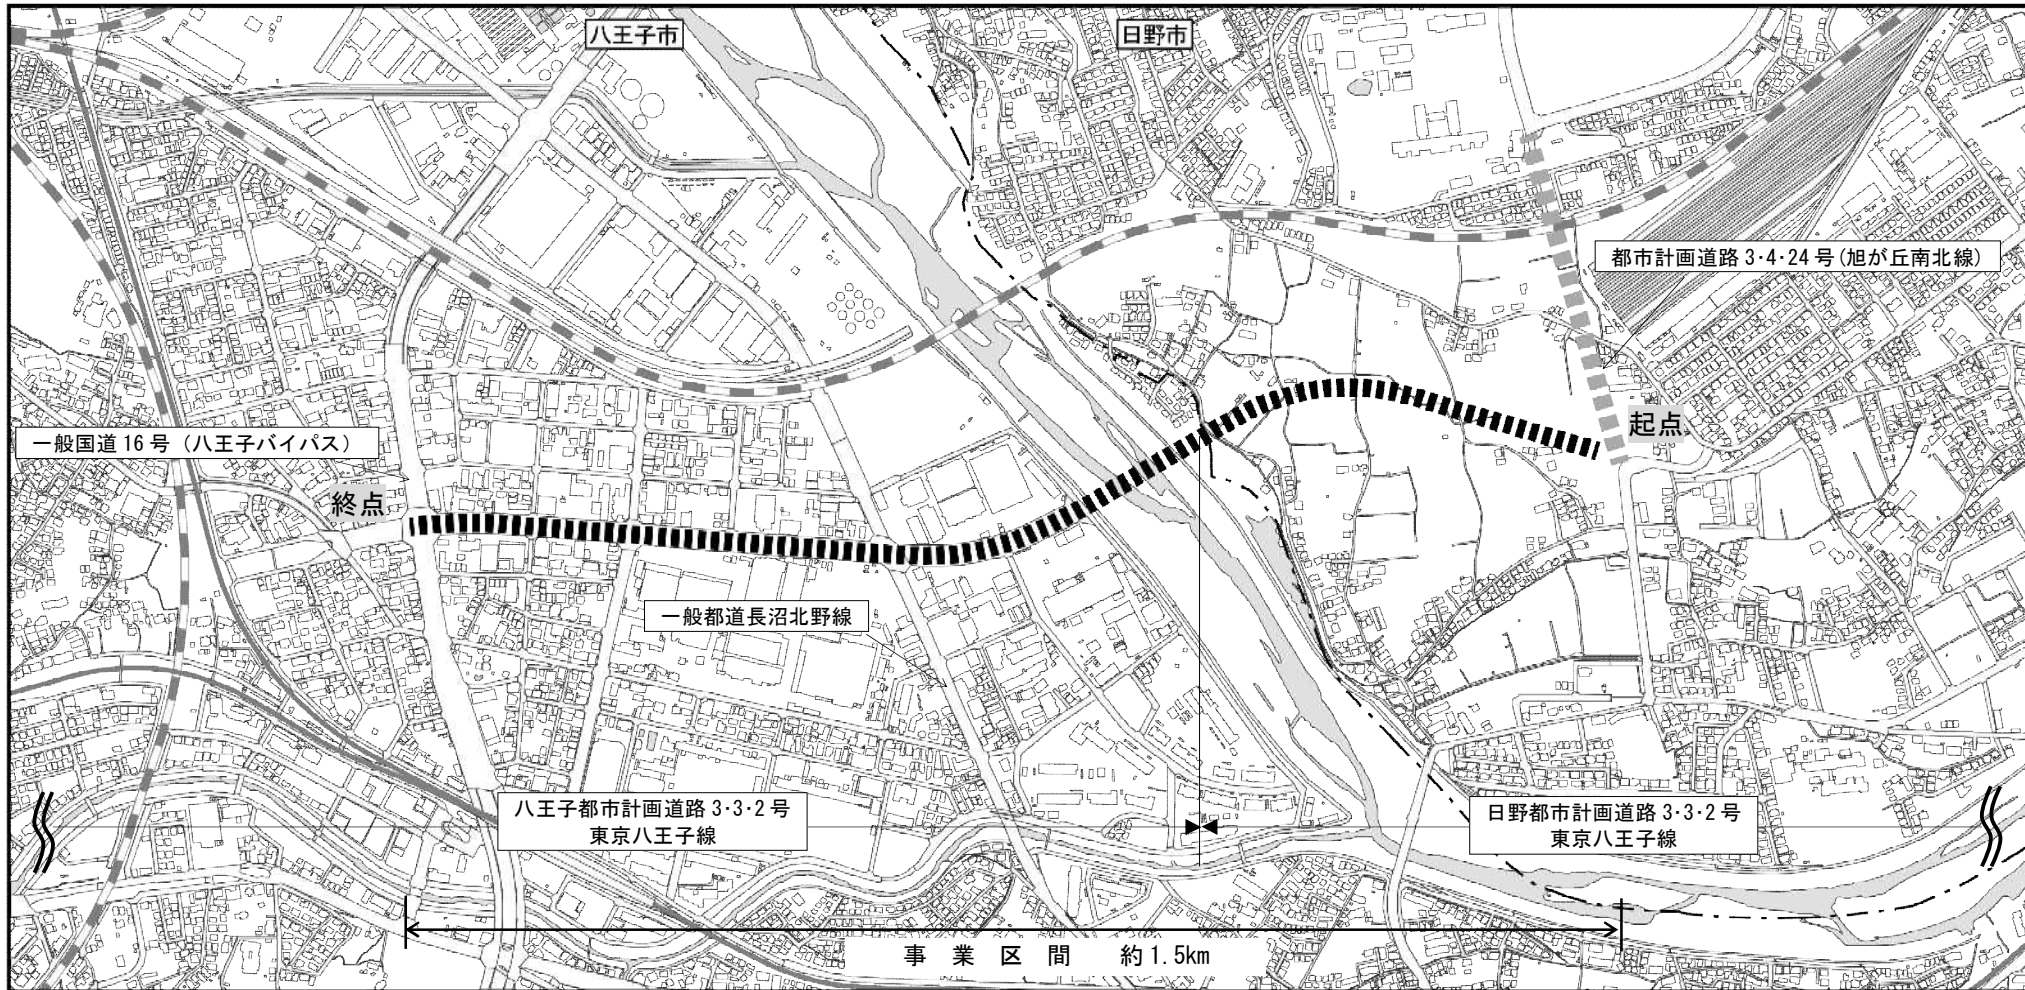 八王子市
日野市
都市計画道路 3・4・24 号(旭が丘南北線)
起点
一般国道 16 号 (八王子バイパス)
終点
一般都道長沼北野線
八王子都市計画道路 3・3・2 号
東京八王子線
日野都市計画道路 3・3・2 号
東京八王子線
事 業 区 間 約 1.5km